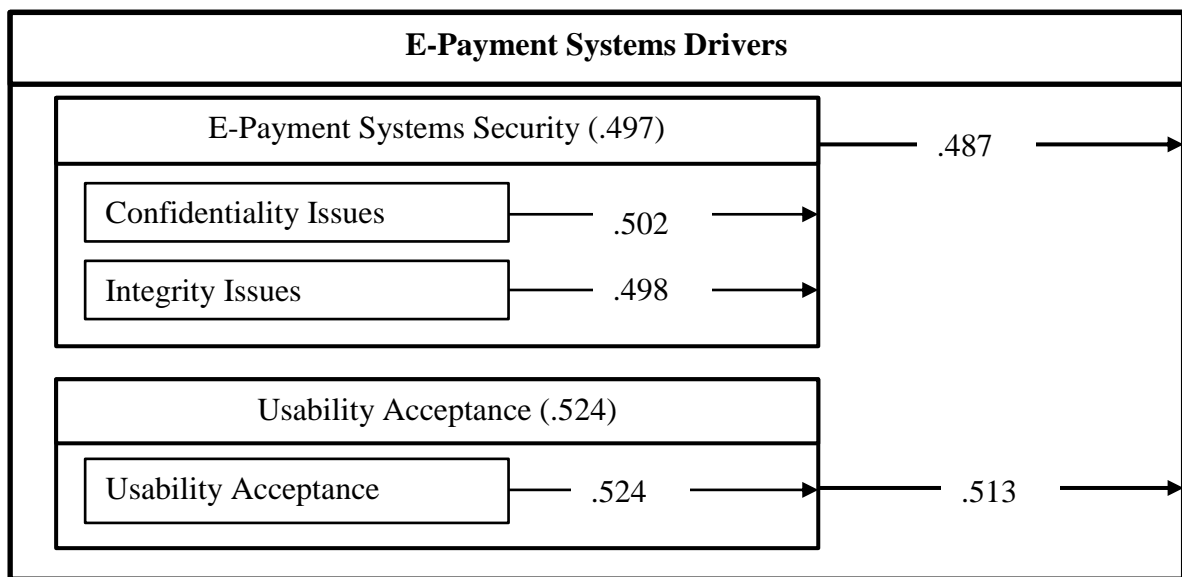 E-Payment Systems Drivers
E-Payment Systems Security (.497)
.487
Confidentiality Issues
.502
Integrity Issues
.498
Usability Acceptance (.524)
Usability Acceptance
.524
.513